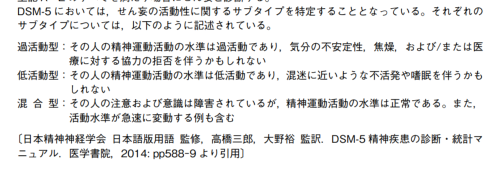 DSM-5 においては，せん妄の活動性に関するサブタイプを特定することとなっている。それぞれの
サブタイプについては，以下のように記述されている。
過活動型：その人の精神運動活動の水準は過活動であり，気分の不安定性，焦燥，および/または医
療に対する協力の拒否を伴うかもしれない
低活動型：その人の精神運動活動の水準は低活動であり，混迷に近いような不活発や嗜眠を伴うかも
しれない
混 合 型：その人の注意および意識は障害されているが，精神運動活動の水準は正常である。また，
活動水準が急速に変動する例も含む
〔日本精神神経学会 日本語版用語 監修，高橋三郎，大野裕 監訳．DSM-5 精神疾患の診断・統計マ
ニュアル．医学書院，2014: pp588-9 より引用〕